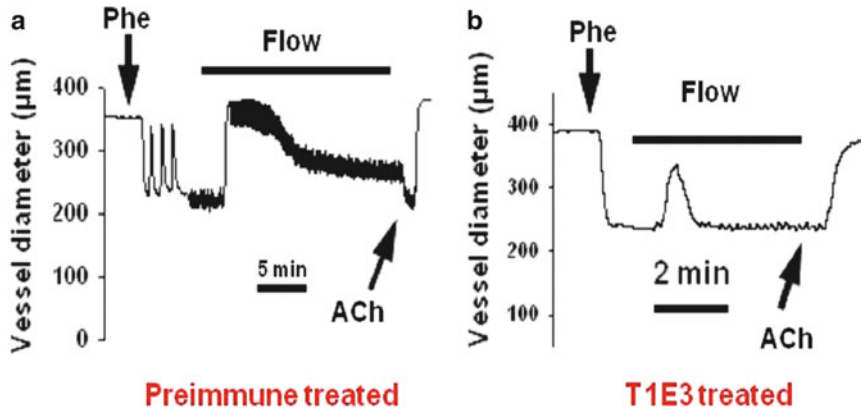 a
Phe
Flow
Vessel diameter (µm)
400
300
200
100
0
5 min
ACh
Preimmune treated
b
Phe
Flow
Vessel diameter (µm)
400
300
200
100
2 min
ACh
T1E3 treated